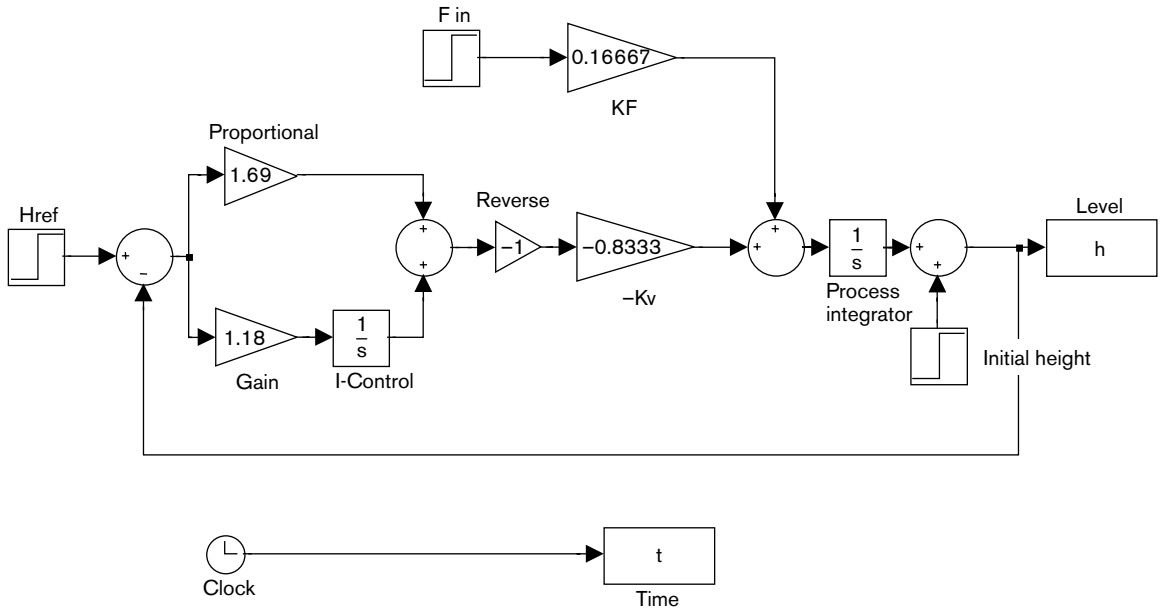 F in
0.16667
KF
Proportional
1.69
Href
+
−
1.18
Gain
1
s
I-Control
+
+
Reverse
−1
−0.8333
−Kv
+
+
1
s
Process
integrator
+
+
Initial height
Level
h
Clock
t
Time